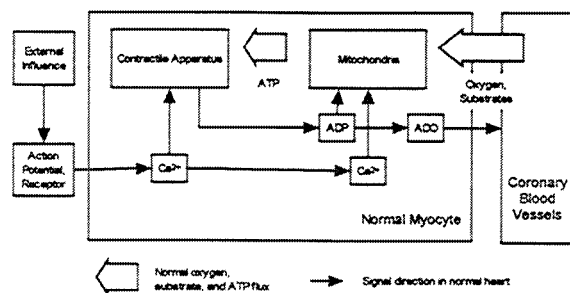 External
Influence
Contractile Apparatus
ATP
Mitochondria
Oxygen,
Substrates
ADP
ADO
Action
Potential,
Receptor
Ca2+
Ca2+
Coronary
Blood
Vessels
Normal Myocyte
Normal oxygen,
substrate, and ATP flux
Signal direction in normal heart